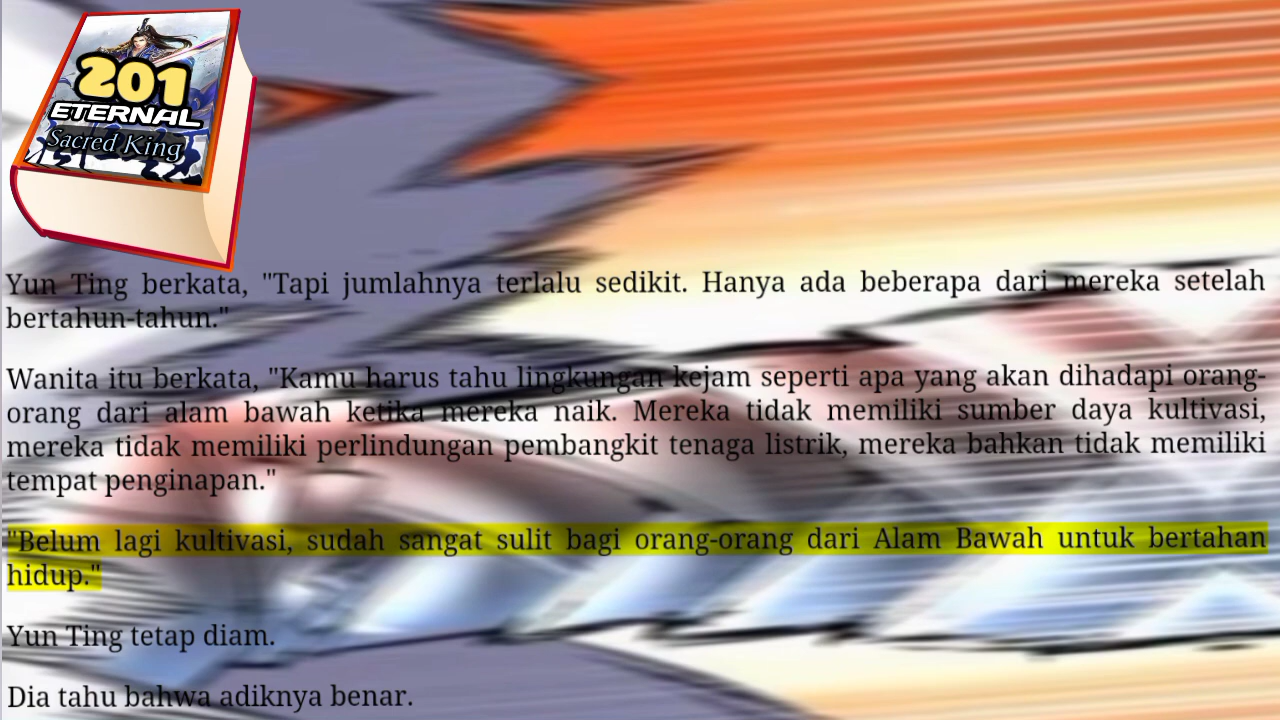 201
ETERNAL
Sacred King
Yun Ting berkata, "Tapi jumlahnya terlalu sedikit. Hanya ada beberapa dari mereka setelah
bertahun-tahun."
Wanita itu berkata, "Kamu harus tahu lingkungan kejam seperti apa yang akan dihadapi orang-
orang dari alam bawah ketika mereka naik. Mereka tidak memiliki sumber daya kultivasi,
mereka tidak memiliki perlindungan pembangkit tenaga listrik, mereka bahkan tidak memiliki
tempat penginapan."
"Belum lagi kultivasi, sudah sangat sulit bagi orang-orang dari Alam Bawah untuk bertahan
hidup."
Yun Ting tetap diam.
Dia tahu bahwa adiknya benar.